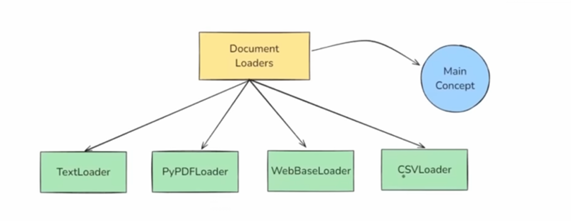 Document
Loaders
Main
Concept
TextLoader
PyPDFLoader
WebBaseLoader
CSVLoader